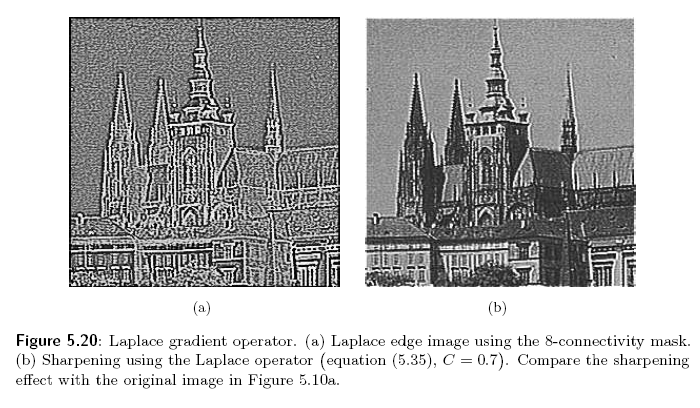 (a)
(b)
Figure 5.20: Laplace gradient operator. (a) Laplace edge image using the 8-connectivity mask.
(b) Sharpening using the Laplace operator (equation (5.35), C = 0.7). Compare the sharpening
effect with the original image in Figure 5.10a.